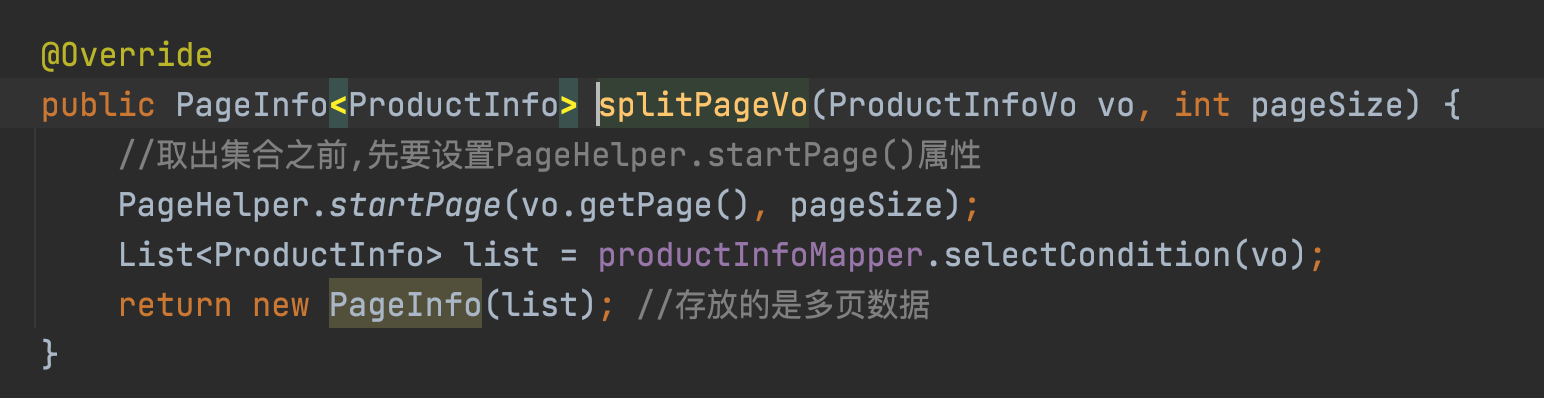 @Override
public PageInfo<ProductInfo> splitPageVo(ProductInfoVo vo, int pageSize) {
//取出集合之前,先要设置PageHelper.startPage()属性
PageHelper.startPage(vo.getPage(), pageSize);
List<ProductInfo> list = productInfoMapper.selectCondition(vo);
return new PageInfo(list); //存放的是多页数据
}